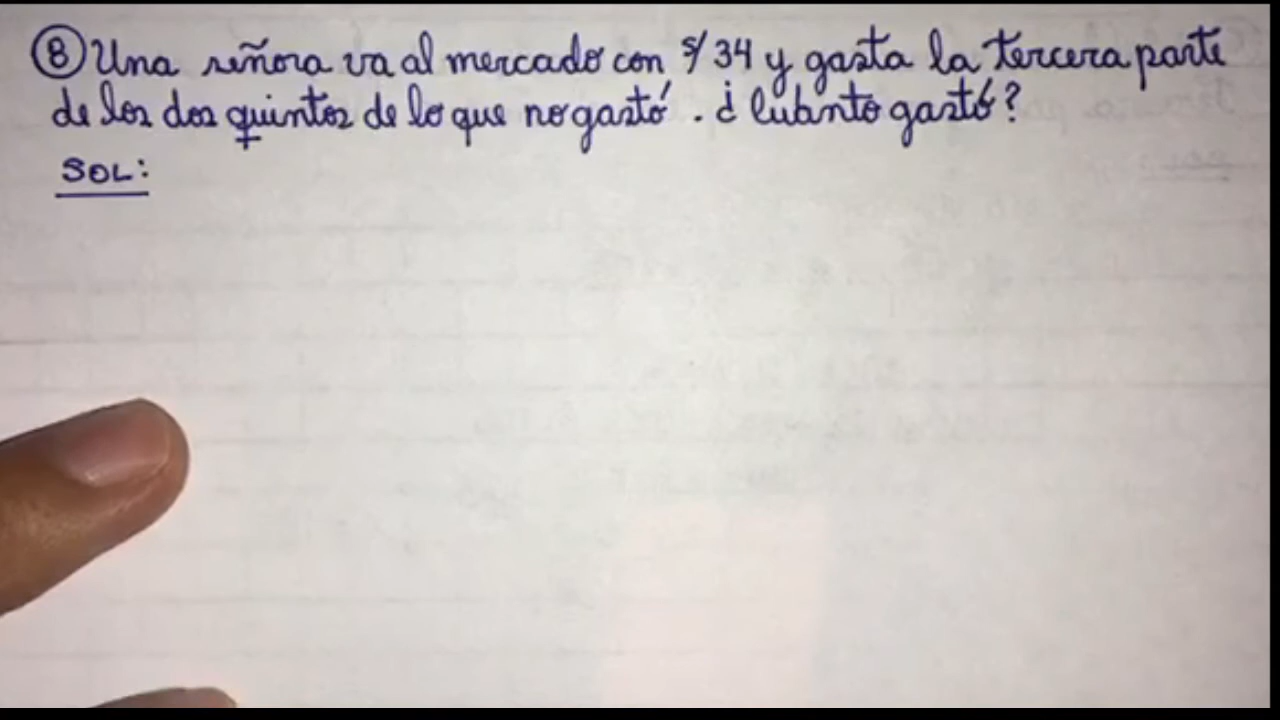 ⑧ Una señora va al mercado con S/34 y gasta la tercera parte
de los dos quintos de lo que no gastó. ¿Cuánto gastó?
SOL: